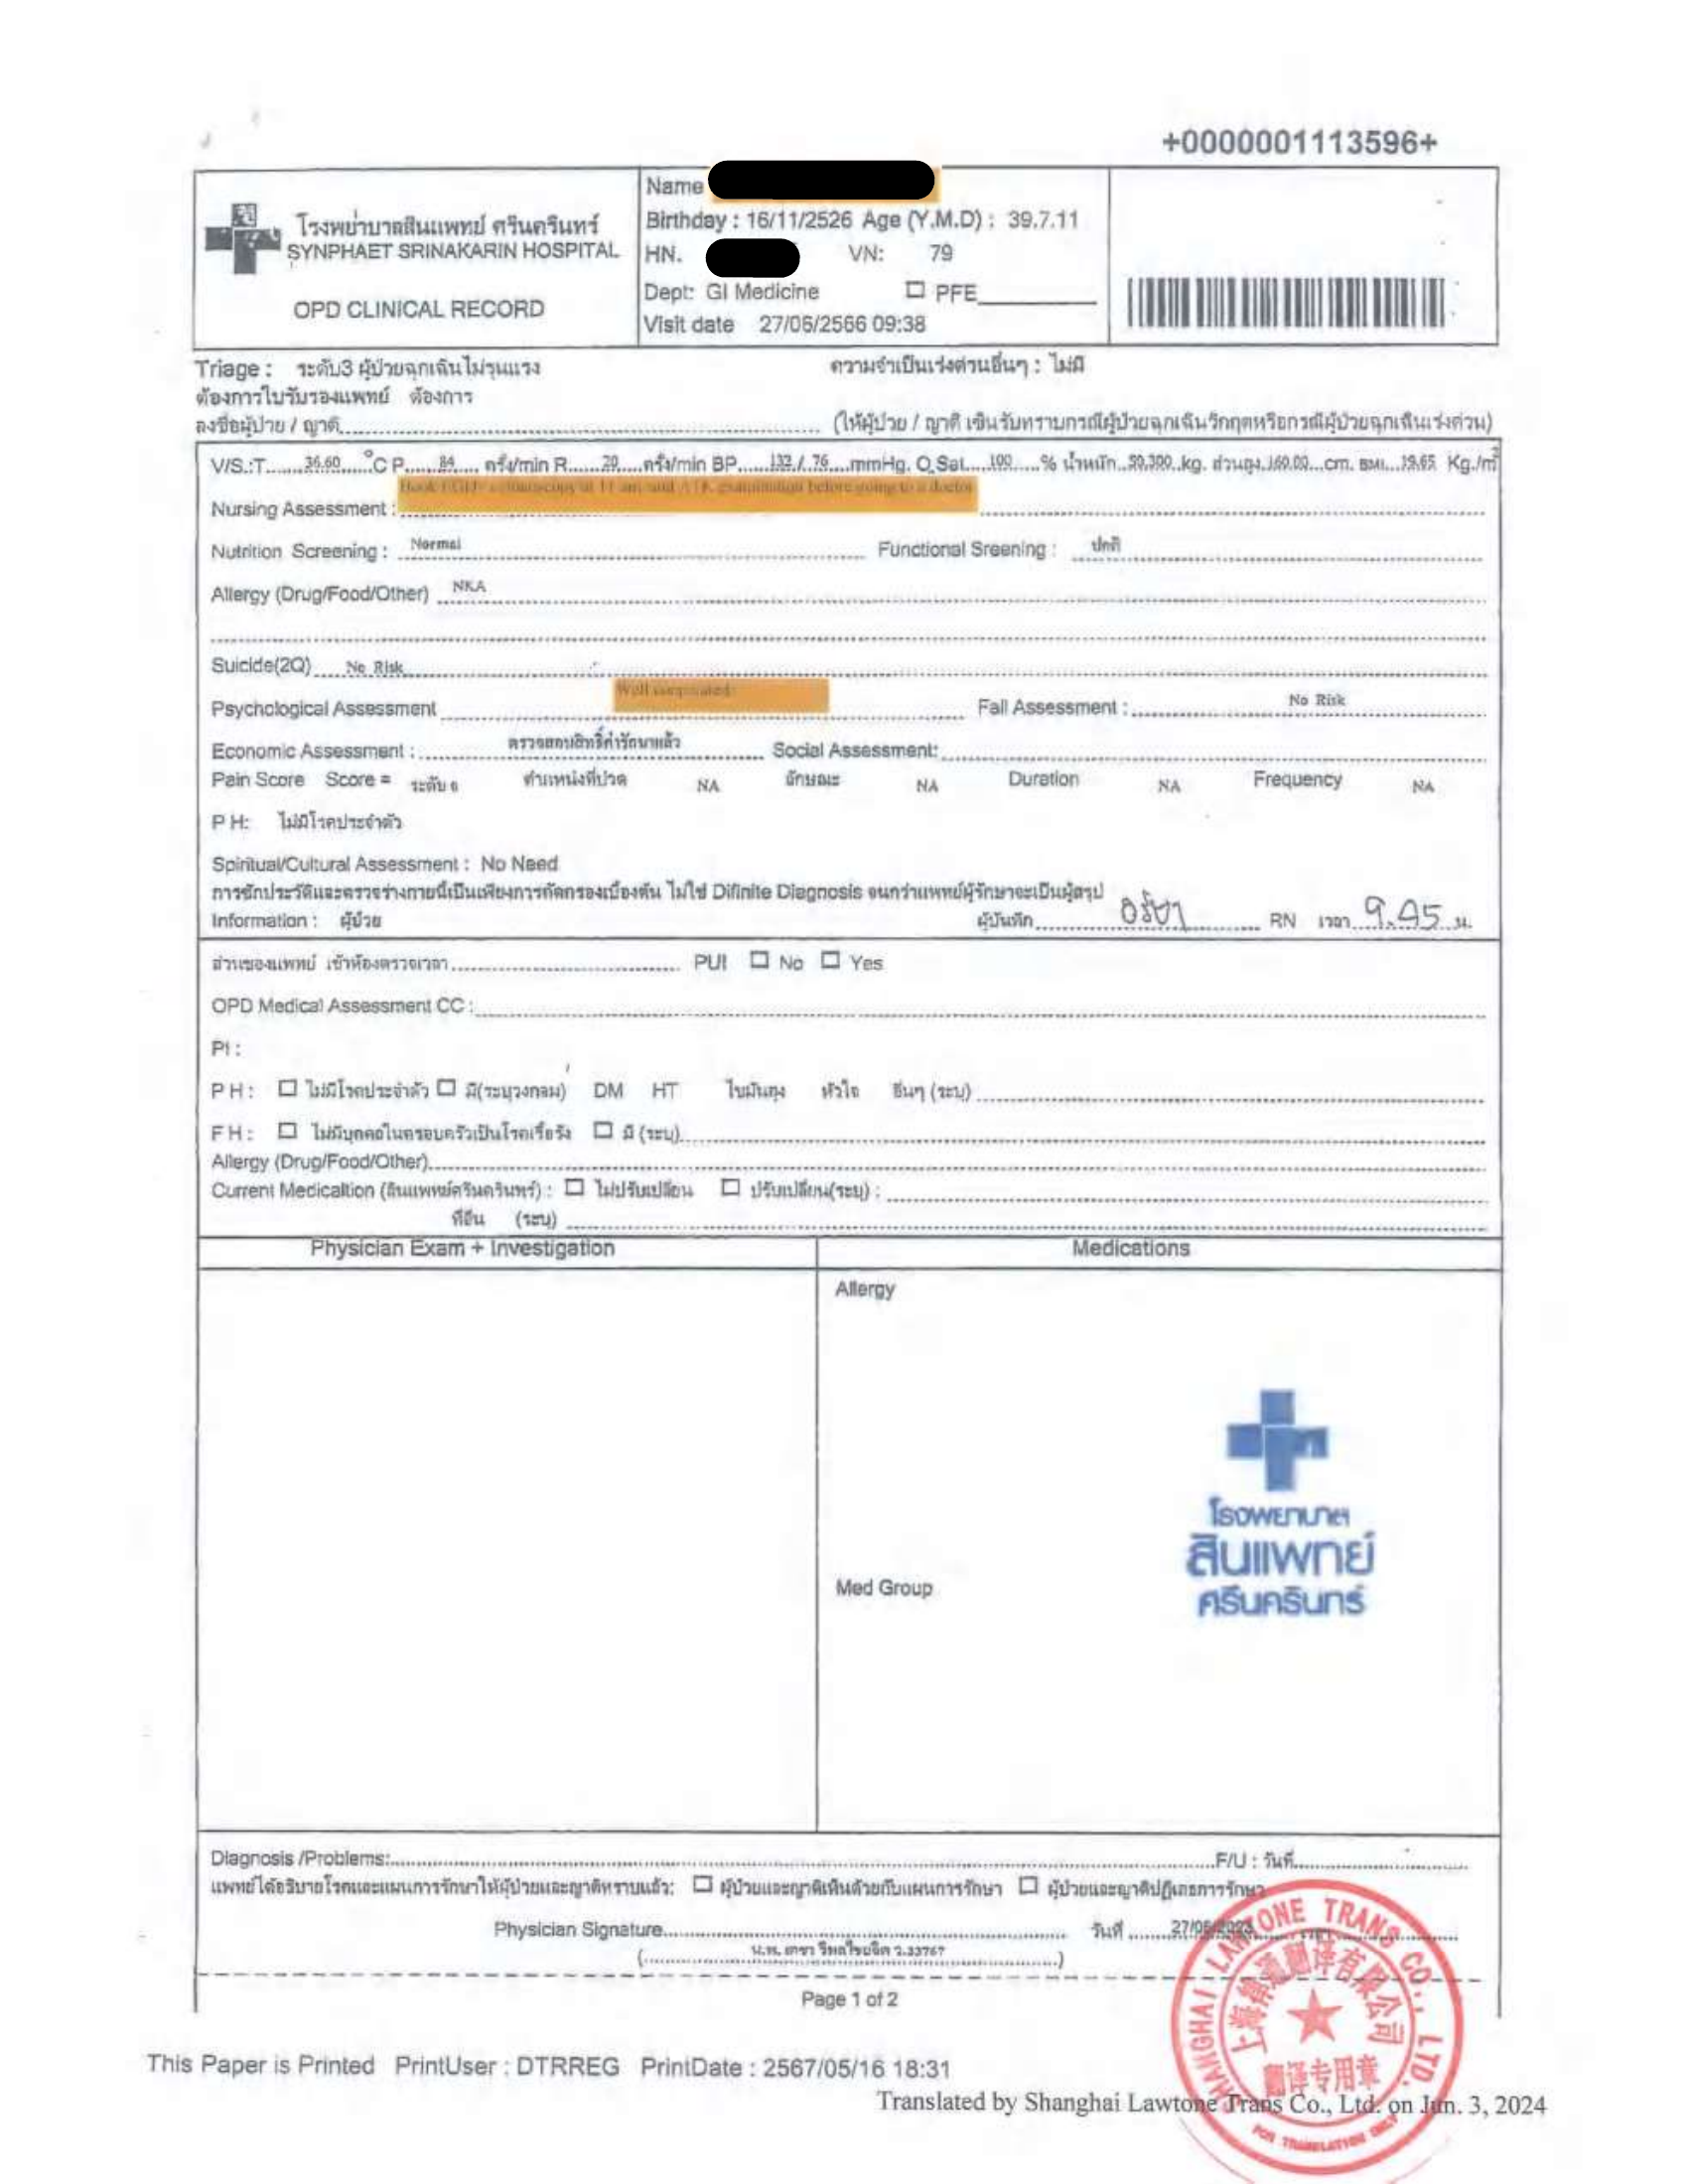 +0000001113596+
โรงพยาบาลสินแพทย์ ศรีนครินทร์
SYNPHAET SRINAKARIN HOSPITAL
OPD CLINICAL RECORD
Name
Birthday : 16/11/2526 Age (Y.M.D) : 39.7.11
HN. VN: 79
Dept: GI Medicine ☐ PFE
Visit date 27/06/2566 09:38
Triage : ระดับ3 ผู้ป่วยฉุกเฉินไม่รุนแรง ความจำเป็นเร่งด่วนอื่นๆ : ไม่มี
ต้องการใบรับรองแพทย์ ต้องการ
ลงชื่อผู้ป่วย / ญาติ (ให้ผู้ป่วย / ญาติ เซ็นรับทราบกรณีผู้ป่วยฉุกเฉินวิกฤตหรือกรณีผู้ป่วยฉุกเฉินเร่งด่วน)
V/S.:T. 36.60 °C P. 84 ครั้ง/min R. 20 ครั้ง/min BP 132 / 76 mmHg. O2Sat. 100 % น้ำหนัก 50.300 kg. ส่วนสูง 160.00 cm. BMI 19.65 Kg./m2
am and ATK examination before going to a doctor
Nursing Assessment :
Nutrition Screening : Normal Functional Sreening : ปกติ
Allergy (Drug/Food/Other) NKA
Suicide(2Q) No Risk
Psychological Assessment Well Fall Assessment : No Risk
Economic Assessment : ตรวจสอบสิทธิ์ค่ารักษาแล้ว Social Assessment:
Pain Score Score = ระดับ 0 ตำแหน่งที่ปวด NA ลักษณะ NA Duration NA Frequency NA
P H: ไม่มีโรคประจำตัว
Spiritual/Cultural Assessment : No Need
การซักประวัติและตรวจร่างกายนี้เป็นเพียงการคัดกรองเบื้องต้น ไม่ใช่ Difinite Diagnosis จนกว่าแพทย์ผู้รักษาจะเป็นผู้สรุป
Information : ผู้ป่วย ผู้บันทึก RN เวลา 9.45 น.
ส่วนของแพทย์ เข้าห้องตรวจเวลา PUI ☐ No ☐ Yes
OPD Medical Assessment CC :
PI :
P H : ☐ ไม่มีโรคประจำตัว ☐ มี(ระบุวงกลม) DM HT ไขมันสูง หัวใจ อื่นๆ (ระบุ)
F H : ☐ ไม่มีบุคคลในครอบครัวเป็นโรคเรื้อรัง ☐ มี (ระบุ)
Allergy (Drug/Food/Other)
Current Medicaltion (สินแพทย์ศรีนครินทร์) : ☐ ไม่ปรับเปลี่ยน ☐ ปรับเปลี่ยน(ระบุ) :
ที่อื่น (ระบุ)
Physician Exam + Investigation Medications
Allergy
โรงพยาบาล
สินแพทย์
ศรีนครินทร์
Med Group
Diagnosis /Problems: F/U : วันที่
แพทย์ได้อธิบายโรคและแผนการรักษาให้ผู้ป่วยและญาติทราบแล้ว: ☐ ผู้ป่วยและญาติเห็นด้วยกับแผนการรักษา ☐ ผู้ป่วยและญาติปฏิเสธการรักษา
Physician Signature วันที่ 27/06/2023
( ว.33767 )
Page 1 of 2
SHANGHAI LAWTONE TRANS CO., LTD.
翻译专用章
FOR TRANSLATION ONLY
This Paper is Printed PrintUser : DTRREG PrintDate : 2567/05/16 18:31
Translated by Shanghai Lawtone Trans Co., Ltd. on Jun. 3, 2024